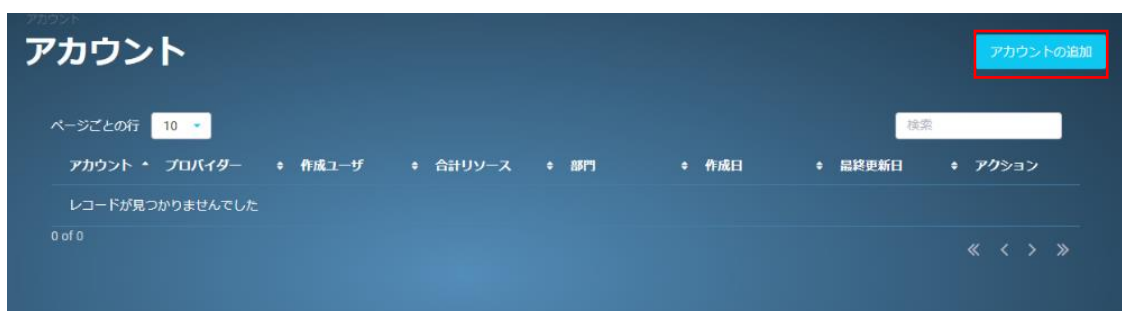 アカウント
アカウント
アカウントの追加
ページごとの行 10 検索
アカウント プロバイダー 作成ユーザ 合計リソース 部門 作成日 最終更新日 アクション
レコードが見つかりませんでした
0 of 0
« < > »